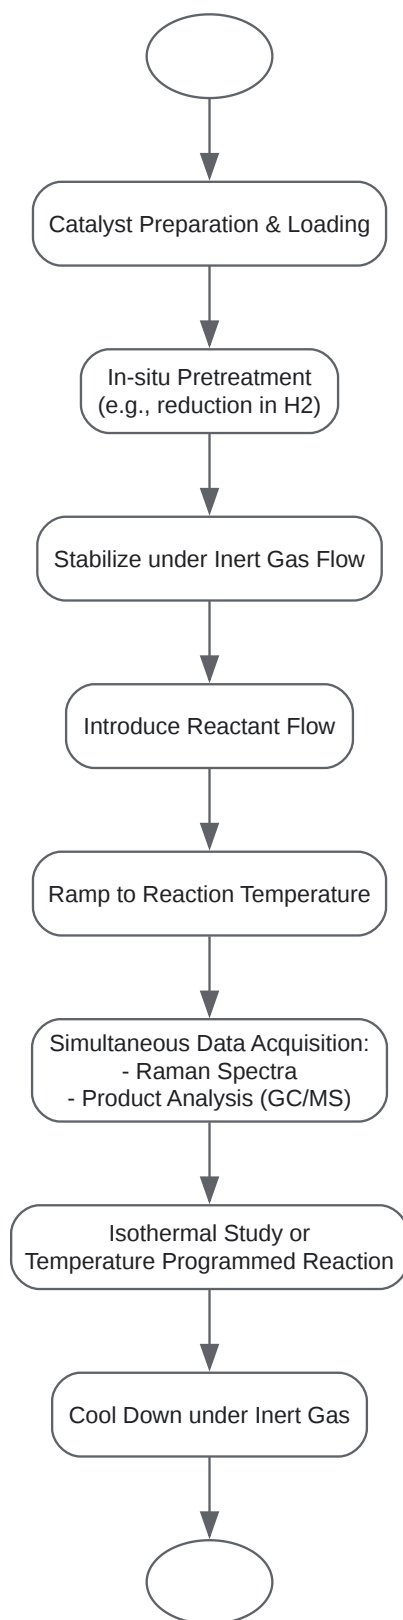 Catalyst Preparation & Loading
In-situ Pretreatment
(e.g., reduction in H2)
Stabilize under Inert Gas Flow
Introduce Reactant Flow
Ramp to Reaction Temperature
Simultaneous Data Acquisition:
- Raman Spectra
- Product Analysis (GC/MS)
Isothermal Study or
Temperature Programmed Reaction
Cool Down under Inert Gas